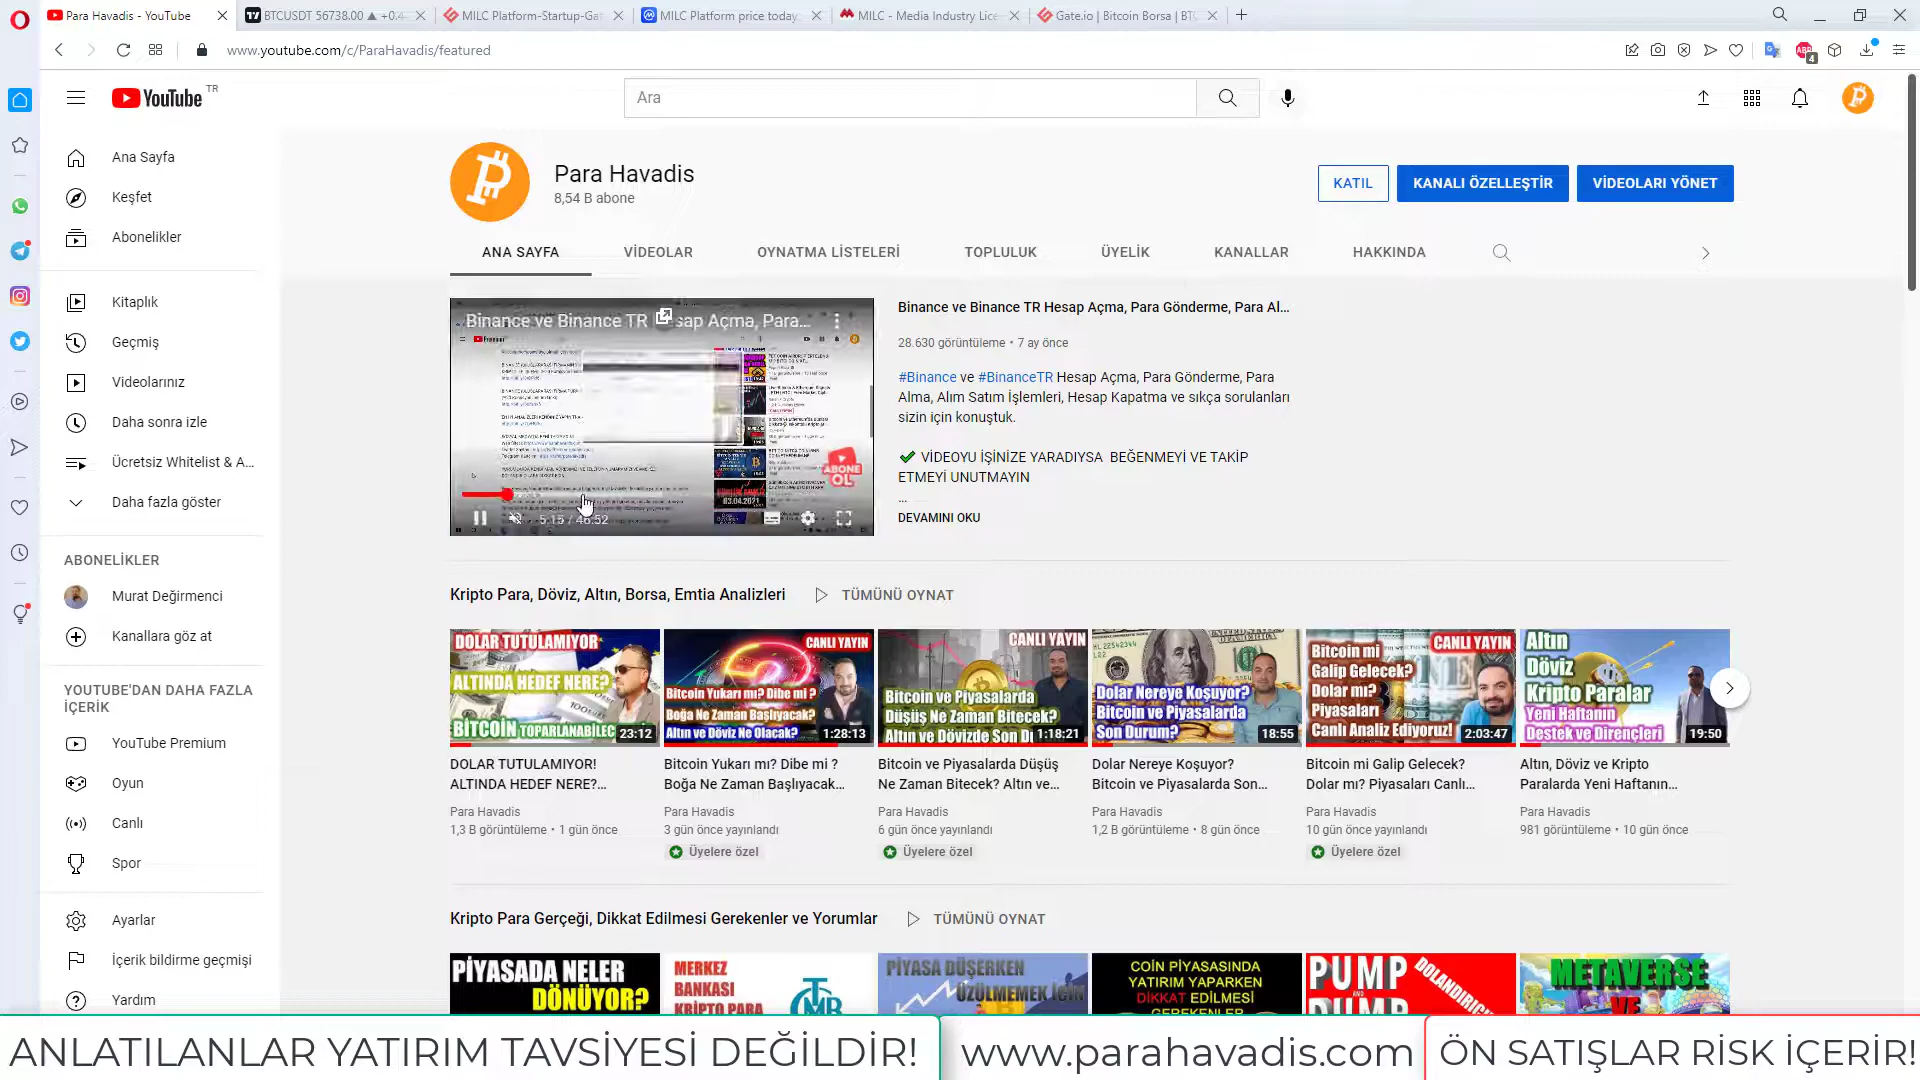 Para Havadis - YouTube
BTCUSDT 56738.00 ▲ +0.4
MILC Platform-Startup-Ga
MILC Platform price today,
MILC - Media Industry Lice
Gate.io | Bitcoin Borsa | BT
www.youtube.com/c/ParaHavadis/featured
YouTube TR
Ara
Ana Sayfa
Keşfet
Abonelikler
Kitaplık
Geçmiş
Videolarınız
Daha sonra izle
Ücretsiz Whitelist & A...
Daha fazla göster
ABONELİKLER
Murat Değirmenci
Kanallara göz at
YOUTUBE'DAN DAHA FAZLA
İÇERİK
YouTube Premium
Oyun
Canlı
Spor
Ayarlar
İçerik bildirme geçmişi
Yardım
Para Havadis
8,54 B abone
KATIL
KANALI ÖZELLEŞTİR
VİDEOLARI YÖNET
ANA SAYFA
VİDEOLAR
OYNATMA LİSTELERİ
TOPLULUK
ÜYELİK
KANALLAR
HAKKINDA
Binance ve Binance TR Hesap Açma, Para...
ABONE
OL
5:15 / 46:52
Binance ve Binance TR Hesap Açma, Para Gönderme, Para Al...
28.630 görüntüleme • 7 ay önce
#Binance ve #BinanceTR Hesap Açma, Para Gönderme, Para
Alma, Alım Satım İşlemleri, Hesap Kapatma ve sıkça sorulanları
sizin için konuştuk.
VİDEOYU İŞİNİZE YARADIYSA BEĞENMEYİ VE TAKİP
ETMEYİ UNUTMAYIN
...
DEVAMINI OKU
Kripto Para, Döviz, Altın, Borsa, Emtia Analizleri
TÜMÜNÜ OYNAT
DOLAR TUTULAMIYOR
ALTINDA HEDEF NERE?
BİTCOİN TOPARLANABİLEC
23:12
DOLAR TUTULAMIYOR!
ALTINDA HEDEF NERE?...
Para Havadis
1,3 B görüntüleme • 1 gün önce
CANLI YAYIN
Bitcoin Yukarı mı? Dibe mi ?
Boğa Ne Zaman Başlıyacak?
Altın ve Döviz Ne Olacak?
1:28:13
Bitcoin Yukarı mı? Dibe mi ?
Boğa Ne Zaman Başlıyacak...
Para Havadis
3 gün önce yayınlandı
Üyelere özel
CANLI YAYIN
Bitcoin ve Piyasalarda
Düşüş Ne Zaman Bitecek?
Altın ve Dövizde Son D
1:18:21
Bitcoin ve Piyasalarda Düşüş
Ne Zaman Bitecek? Altın ve...
Para Havadis
6 gün önce yayınlandı
Üyelere özel
Dolar Nereye Koşuyor?
Bitcoin ve Piyasalarda
Son Durum?
18:55
Dolar Nereye Koşuyor?
Bitcoin ve Piyasalarda Son...
Para Havadis
1,2 B görüntüleme • 8 gün önce
CANLI YAYIN
Bitcoin mi
Galip Gelecek?
Dolar mı?
Piyasaları
Canlı Analiz Ediyoruz!
2:03:47
Bitcoin mi Galip Gelecek?
Dolar mı? Piyasaları Canlı...
Para Havadis
10 gün önce yayınlandı
Üyelere özel
Altın
Döviz
Kripto Paralar
Yeni Haftanın
Destek ve Dirençleri
19:50
Altın, Döviz ve Kripto
Paralarda Yeni Haftanın...
Para Havadis
981 görüntüleme • 10 gün önce
Kripto Para Gerçeği, Dikkat Edilmesi Gerekenler ve Yorumlar
TÜMÜNÜ OYNAT
PİYASADA NELER
DÖNÜYOR?
MERKEZ
BANKASI
KRİPTO PARA
PİYASA DÜŞERKEN
ÜZÜLMEMEK İÇİN
COİN PİYASASINDA
YATIRIM YAPARKEN
DİKKAT EDİLMESİ
GEREKENLER
PUMP
AND
DUMP
DOLANDIRICI
METAVERSE
VE
ANLATILANLAR YATIRIM TAVSİYESİ DEĞİLDİR!
www.parahavadis.com
ÖN SATIŞLAR RİSK İÇERİR!